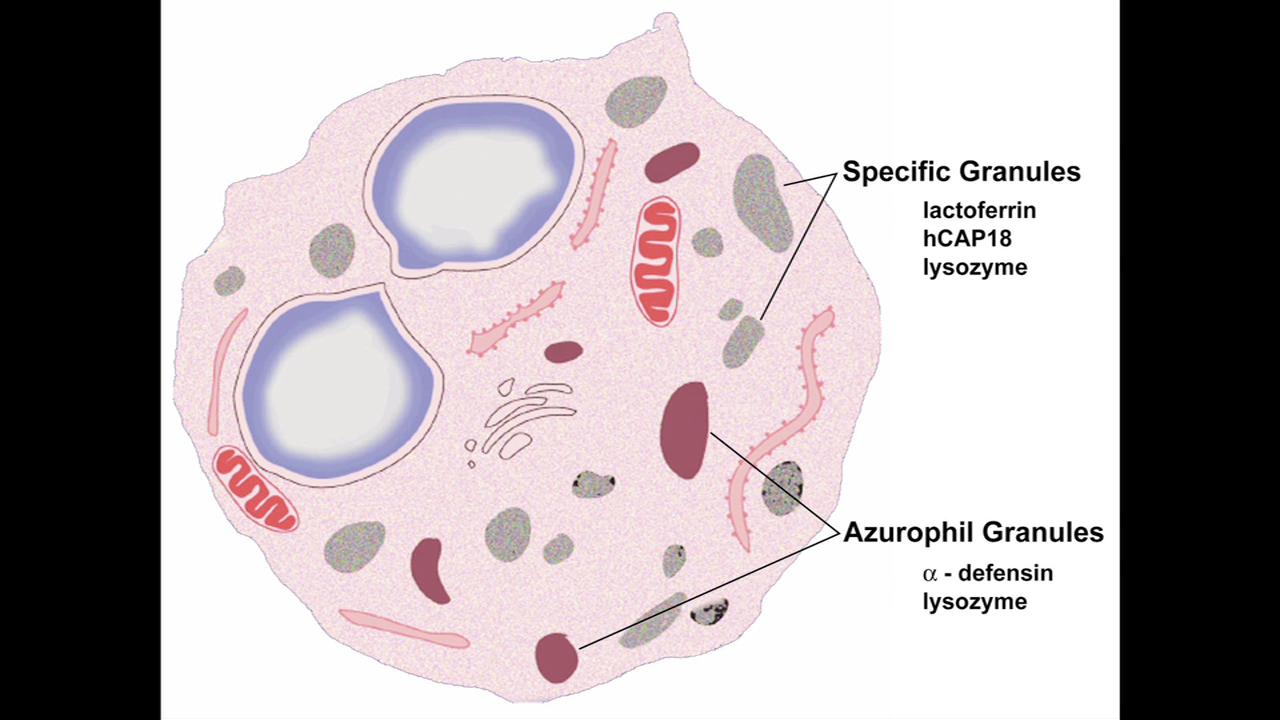 Specific Granules
lactoferrin
hCAP18
lysozyme
Azurophil Granules
α - defensin
lysozyme